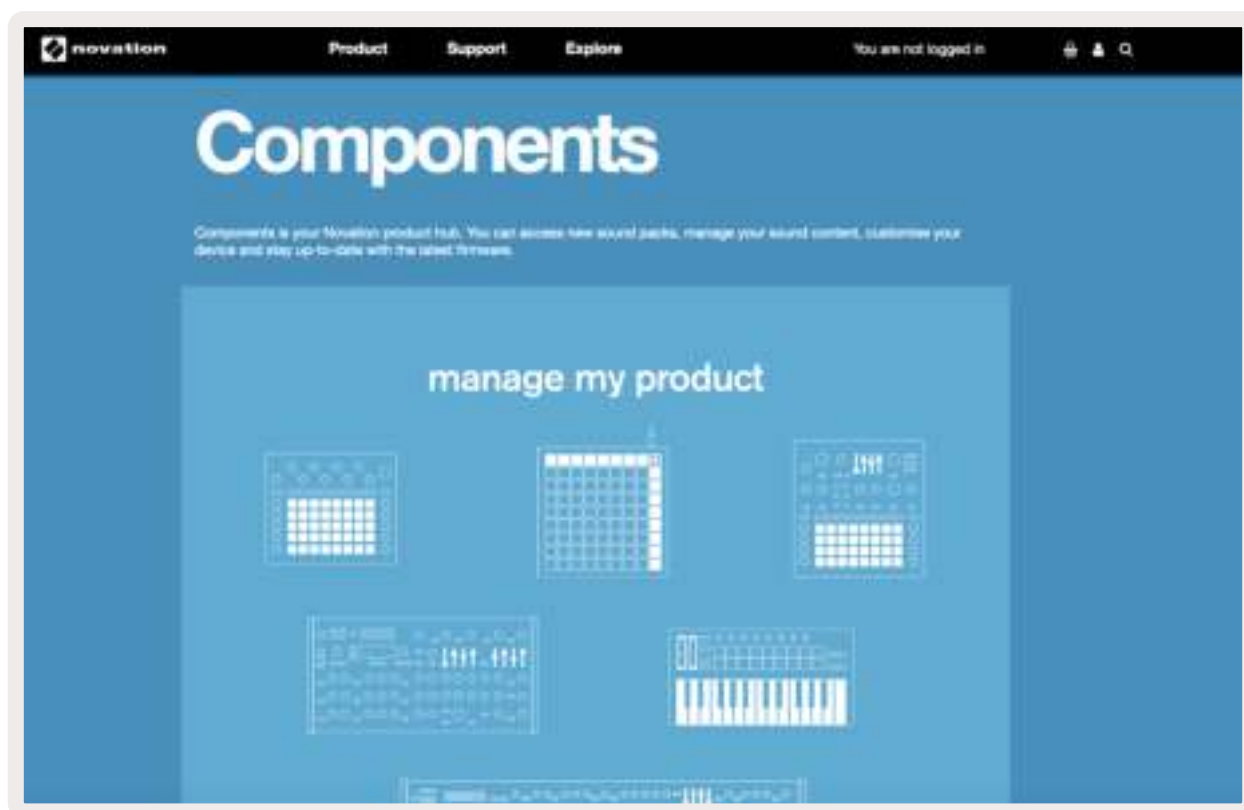 novation Product Support Explore You are not logged in
Components
Components is your Novation product hub. You can access new sound packs, manage your sound content, customise your
device and stay up-to-date with the latest firmware.
manage my product